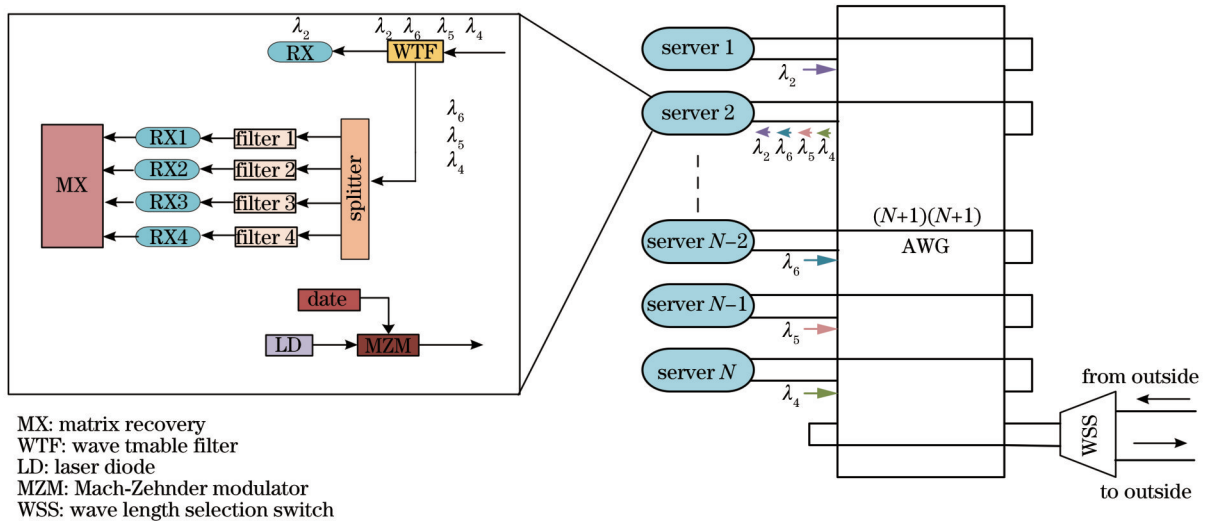 λ2
λ2 λ6 λ5 λ4
RX
WTF
λ6
λ5
λ4
MX
RX1
filter 1
RX2
filter 2
RX3
filter 3
RX4
filter 4
splitter
date
LD
MZM
MX: matrix recovery
WTF: wave tmable filter
LD: laser diode
MZM: Mach-Zehnder modulator
WSS: wave length selection switch
server 1
λ2
server 2
λ2 λ6 λ5 λ4
server N−2
λ6
server N−1
λ5
server N
λ4
(N+1)(N+1)
AWG
from outside
WSS
to outside